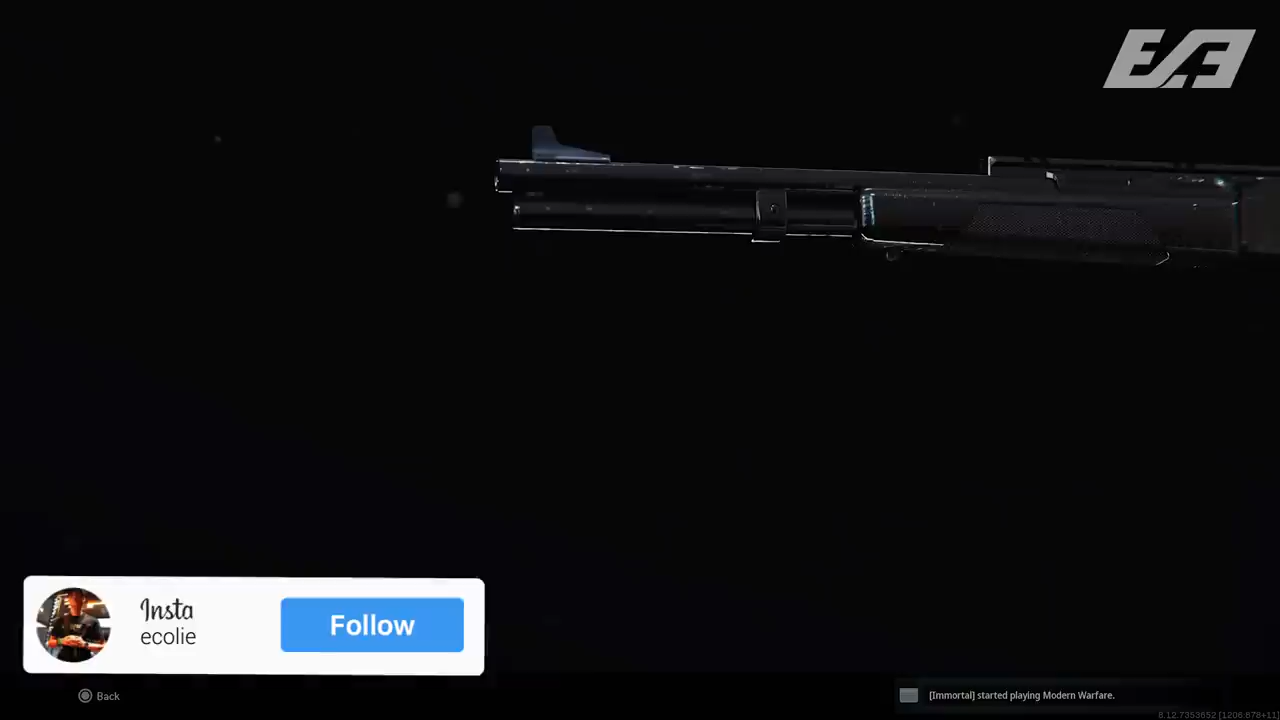 Insta
ecolie
Follow
Back
[Immortal] started playing Modern Warfare.